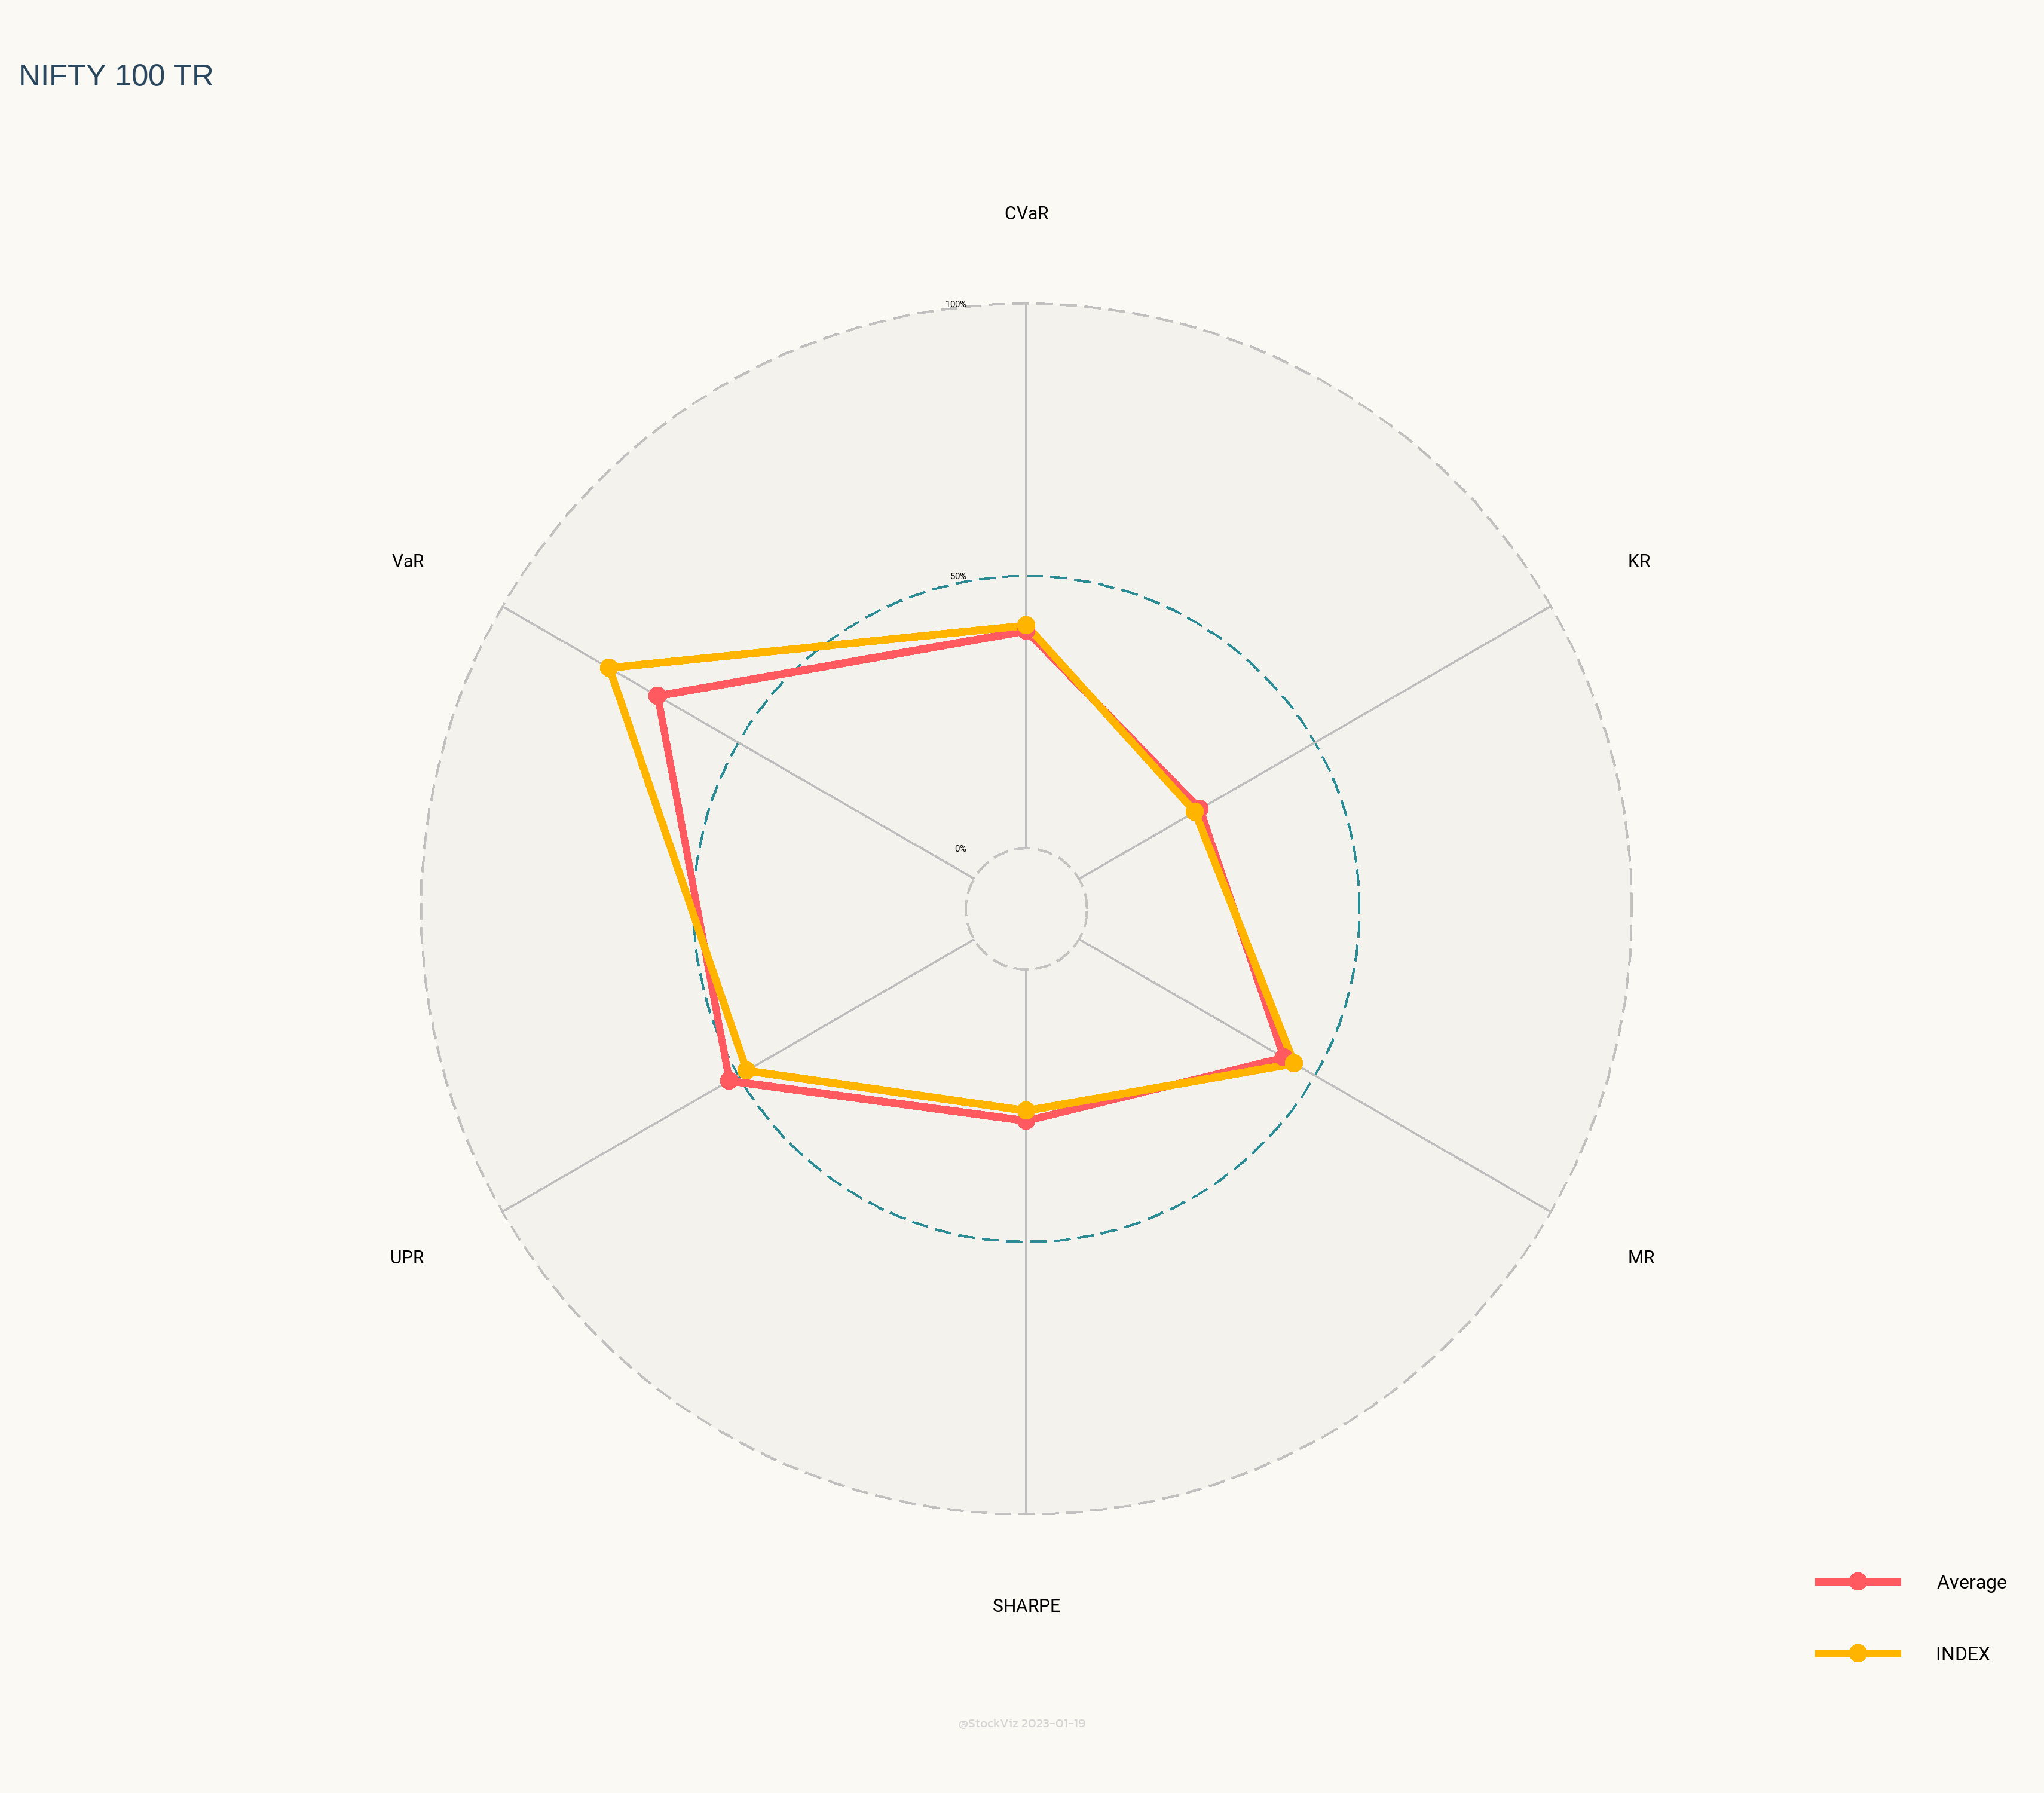 NIFTY 100 TR
CVaR
100%
VaR
KR
50%
0%
UPR
MR
SHARPE
Average
INDEX
@StockViz 2023-01-19